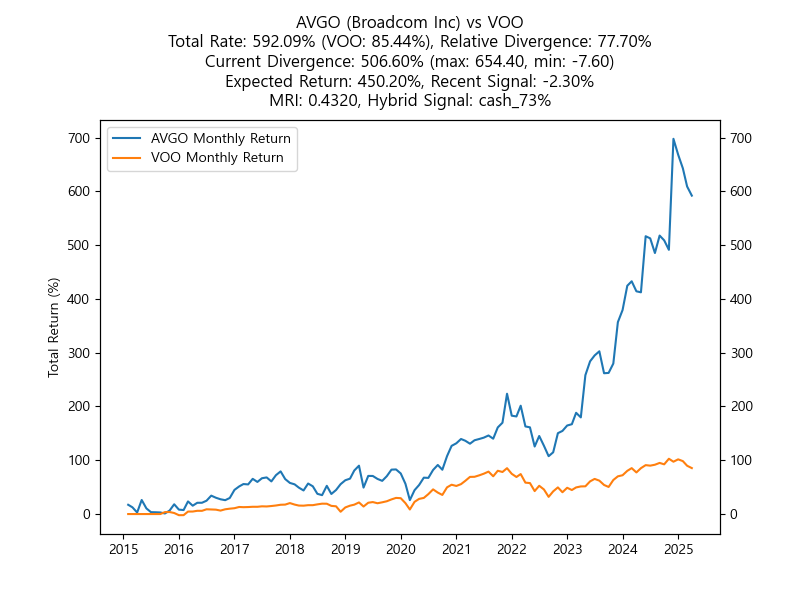 AVGO (Broadcom Inc) vs VOO
Total Rate: 592.09% (VOO: 85.44%), Relative Divergence: 77.70%
Current Divergence: 506.60% (max: 654.40, min: -7.60)
Expected Return: 450.20%, Recent Signal: -2.30%
MRI: 0.4320, Hybrid Signal: cash_73%
AVGO Monthly Return
VOO Monthly Return
700 700
600 600
500 500
400 400
300 300
200 200
100 100
0 0
Total Return (%)
2015 2016 2017 2018 2019 2020 2021 2022 2023 2024 2025